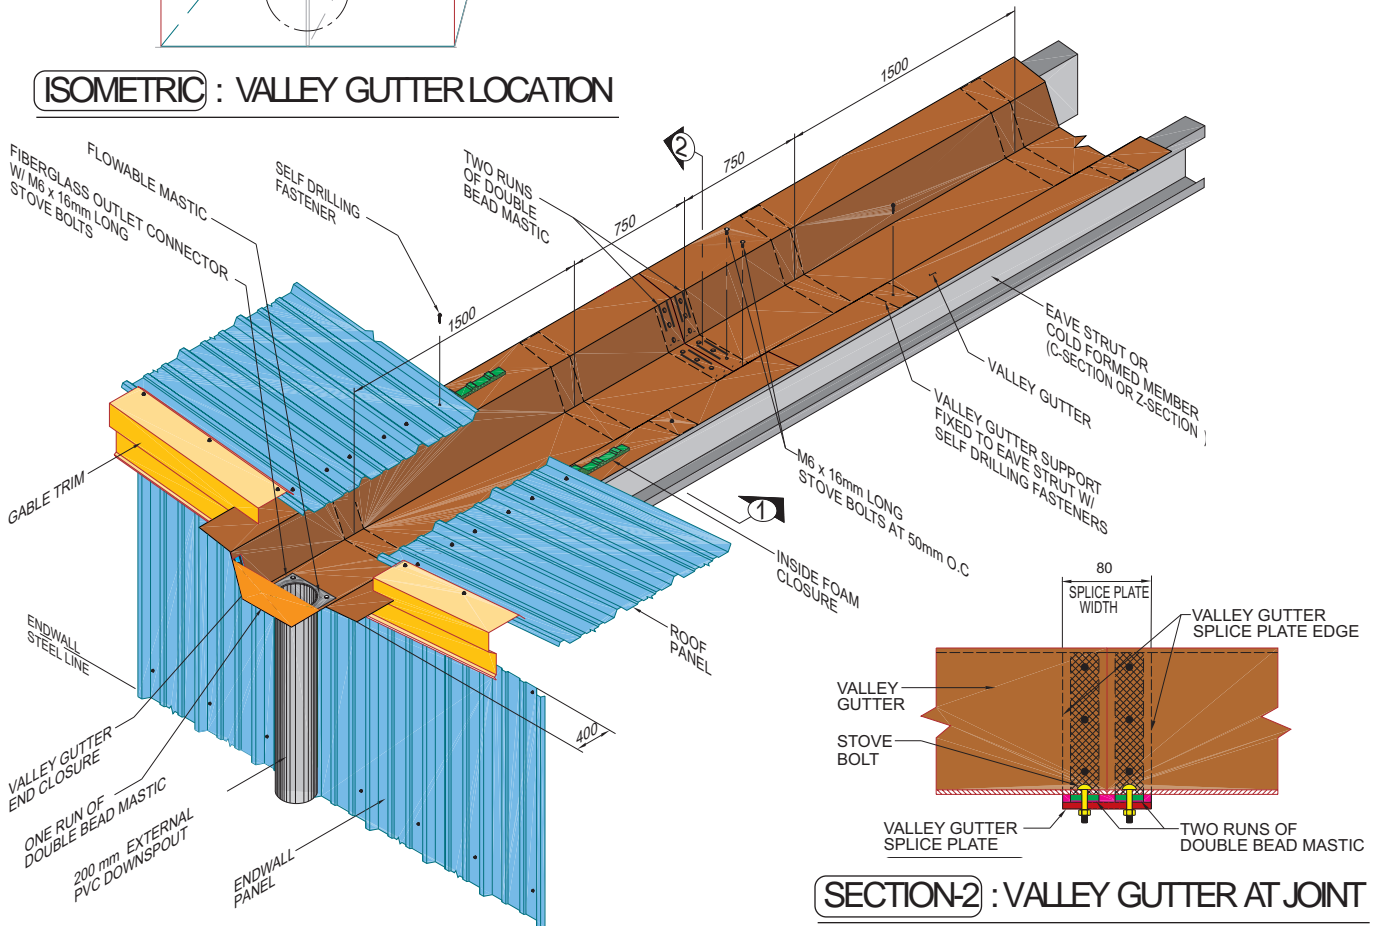 ISOMETRIC : VALLEY GUTTER LOCATION
FIBERGLASS OUTLET CONNECTOR
W/ M6 x 16mm LONG
STOVE BOLTS
FLOWABLE MASTIC
SELF DRILLING
FASTENER
TWO RUNS
OF DOUBLE
BEAD MASTIC
2
1500
750
750
1500
GABLE TRIM
EAVE STRUT OR
COLD FORMED MEMBER
(C-SECTION OR Z-SECTION )
VALLEY GUTTER
VALLEY GUTTER SUPPORT
FIXED TO EAVE STRUT W/
SELF DRILLING FASTENERS
M6 x 16mm LONG
STOVE BOLTS AT 50mm O.C
1
INSIDE FOAM
CLOSURE
ROOF
PANEL
400
ENDWALL
STEEL LINE
VALLEY GUTTER
END CLOSURE
ONE RUN OF
DOUBLE BEAD MASTIC
200 mm EXTERNAL
PVC DOWNSPOUT
ENDWALL
PANEL
80
SPLICE PLATE
WIDTH
VALLEY GUTTER
SPLICE PLATE EDGE
VALLEY
GUTTER
STOVE
BOLT
VALLEY GUTTER
SPLICE PLATE
TWO RUNS OF
DOUBLE BEAD MASTIC
SECTION-2 : VALLEY GUTTER AT JOINT